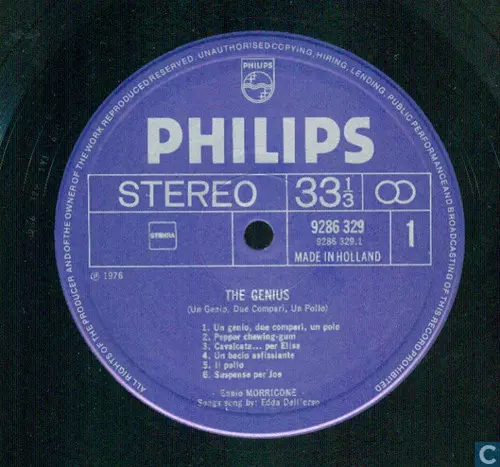 ALL RIGHTS OF THE PRODUCER AND OF THE OWNER OF THE WORK REPRODUCED RESERVED. UNAUTHORISED COPYING, HIRING, LENDING, PUBLIC PERFORMANCE AND BROADCASTING OF THIS RECORD PROHIBITED
PHILIPS
PHILIPS
STEREO 33 1/3
STEMRA
9286 329
9286 329.1
1
MADE IN HOLLAND
℗ 1976
THE GENIUS
(Un Genio, Due Compari, Un Pollo)
1. Un genio, due compari, un polo
2. Pepper chewing-gum
3. Cavalcata... per Elisa
4. Un bacio asfissiante
5. Il pollo
6. Suspense per Joe
- Ennio MORRICONE -
Songs sung by: Edda Dell'orso
C